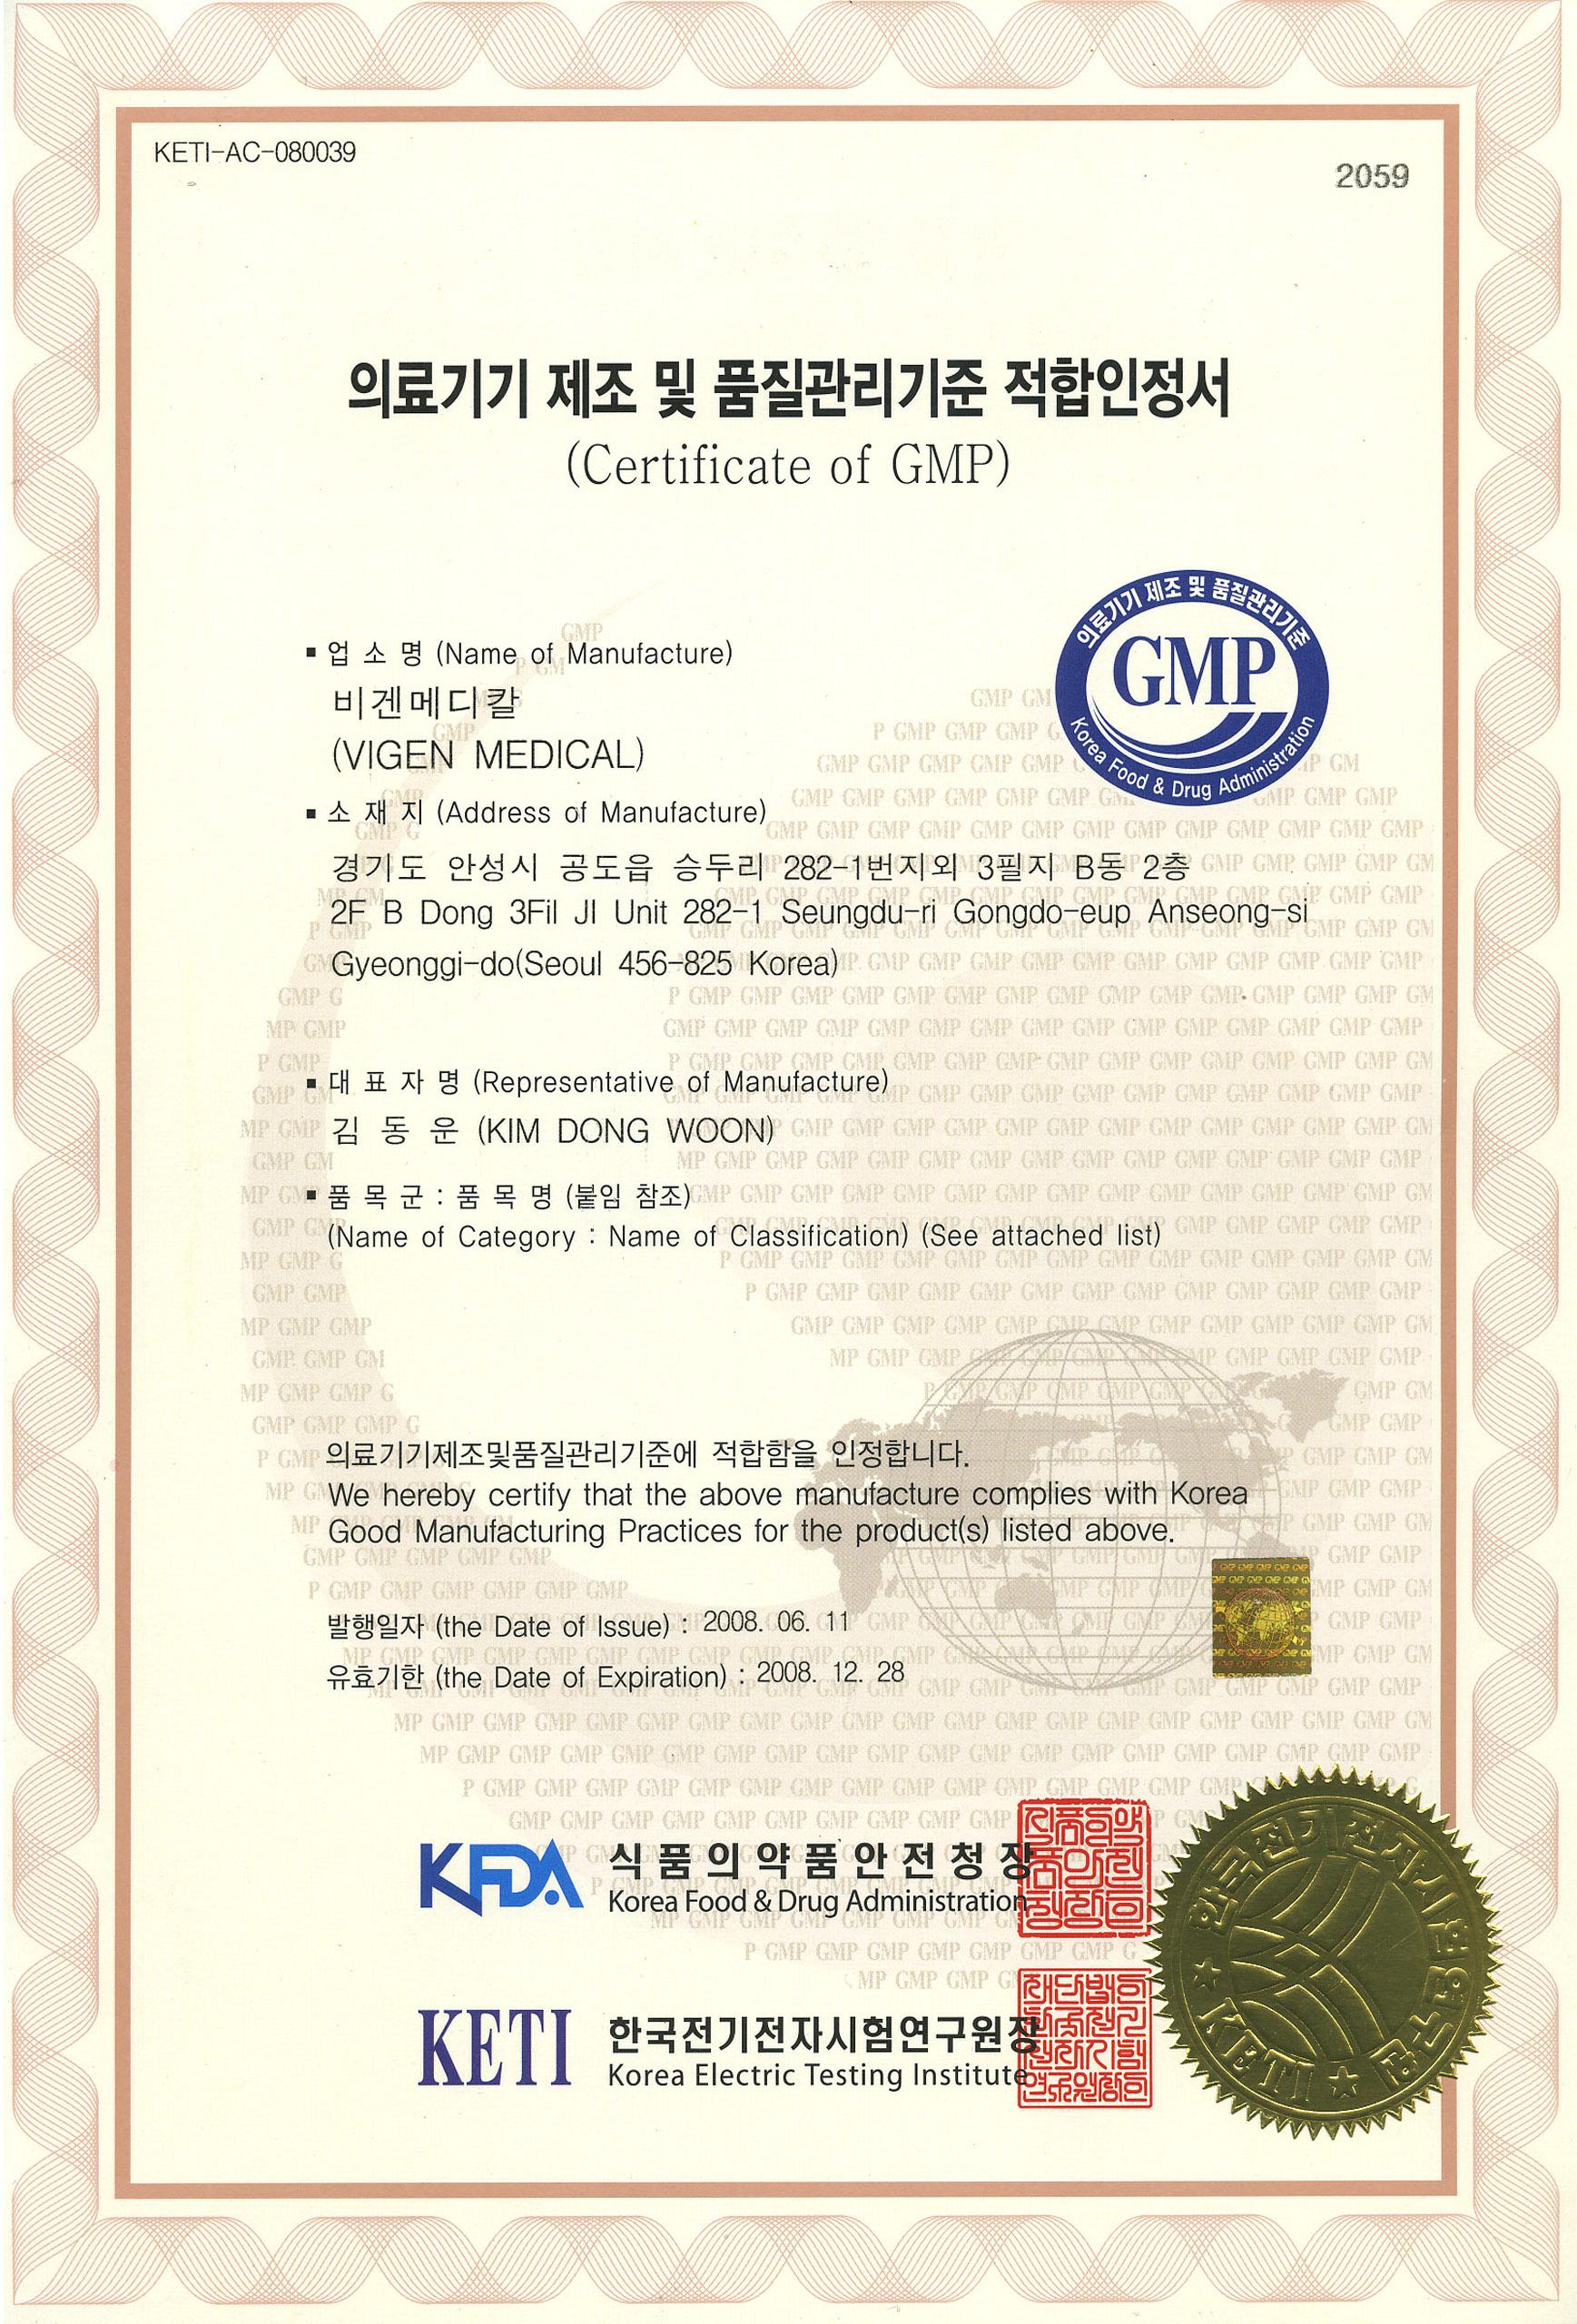 KETI-AC-080039
2059
의료기기 제조 및 품질관리기준 적합인정서
(Certificate of GMP)
의료기기 제조 및 품질관리기준
GMP
Korea Food & Drug Administration
▪ 업 소 명 (Name of Manufacture)
비겐메디칼
(VIGEN MEDICAL)
▪ 소 재 지 (Address of Manufacture)
경기도 안성시 공도읍 승두리 282-1번지외 3필지 B동 2층
2F B Dong 3Fil JI Unit 282-1 Seungdu-ri Gongdo-eup Anseong-si
Gyeonggi-do(Seoul 456-825 Korea)
▪ 대 표 자 명 (Representative of Manufacture)
김 동 운 (KIM DONG WOON)
▪ 품 목 군 : 품 목 명 (붙임 참조)
(Name of Category : Name of Classification) (See attached list)
의료기기제조및품질관리기준에 적합함을 인정합니다.
We hereby certify that the above manufacture complies with Korea
Good Manufacturing Practices for the product(s) listed above.
발행일자 (the Date of Issue) : 2008. 06. 11
유효기한 (the Date of Expiration) : 2008. 12. 28
KFDA 식품의약품안전청장
Korea Food & Drug Administration
KETI 한국전기전자시험연구원장
Korea Electric Testing Institute
한국전기전자시험연구원
KETI